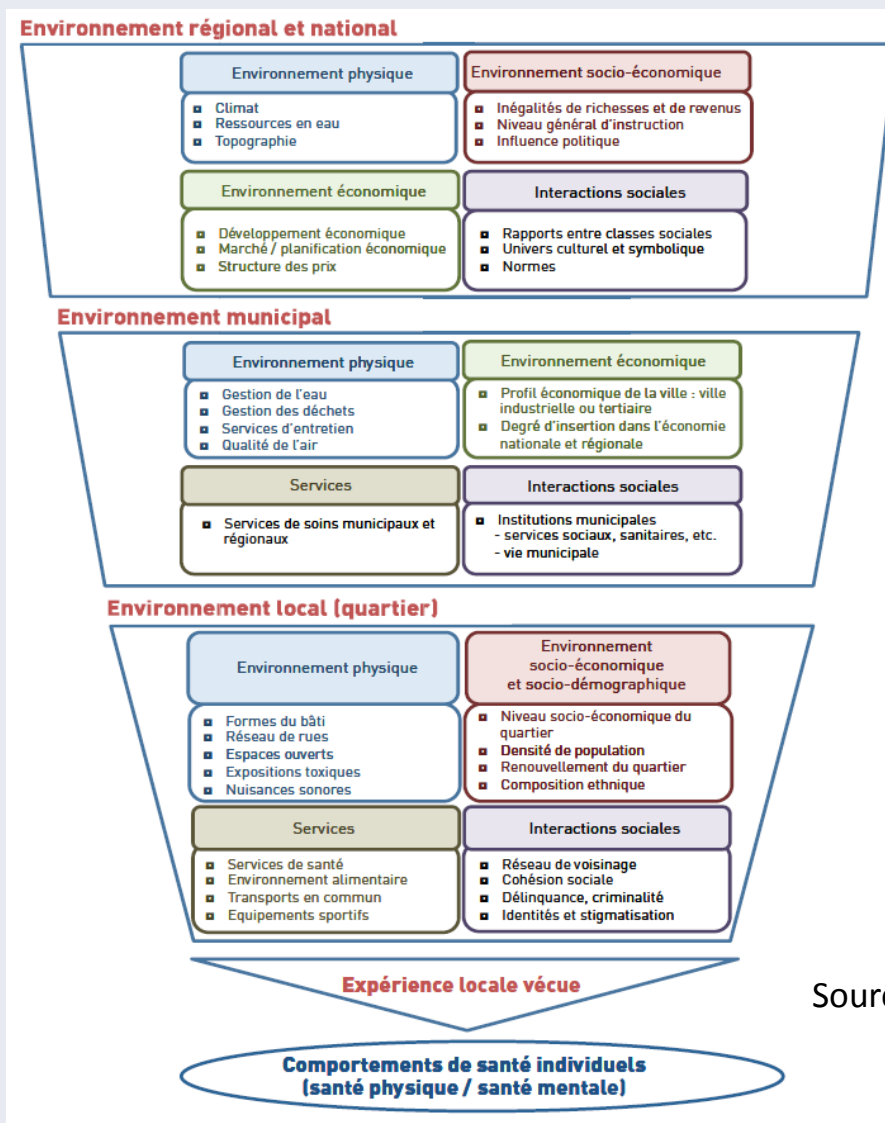 Environnement régional et national
Environnement physique
Climat
Ressources en eau
Topographie
Environnement socio-économique
Inégalités de richesses et de revenus
Niveau général d'instruction
Influence politique
Environnement économique
Développement économique
Marché / planification économique
Structure des prix
Interactions sociales
Rapports entre classes sociales
Univers culturel et symbolique
Normes
Environnement municipal
Environnement physique
Gestion de l'eau
Gestion des déchets
Services d'entretien
Qualité de l'air
Environnement économique
Profil économique de la ville : ville
industrielle ou tertiaire
Degré d'insertion dans l'économie
nationale et régionale
Services
Services de soins municipaux et
régionaux
Interactions sociales
Institutions municipales
- services sociaux, sanitaires, etc.
- vie municipale
Environnement local (quartier)
Environnement physique
Formes du bâti
Réseau de rues
Espaces ouverts
Expositions toxiques
Nuisances sonores
Environnement
socio-économique
et socio-démographique
Niveau socio-économique du
quartier
Densité de population
Renouvellement du quartier
Composition ethnique
Services
Services de santé
Environnement alimentaire
Transports en commun
Equipements sportifs
Interactions sociales
Réseau de voisinage
Cohésion sociale
Délinquance, criminalité
Identités et stigmatisation
Expérience locale vécue
Comportements de santé individuels
(santé physique / santé mentale)